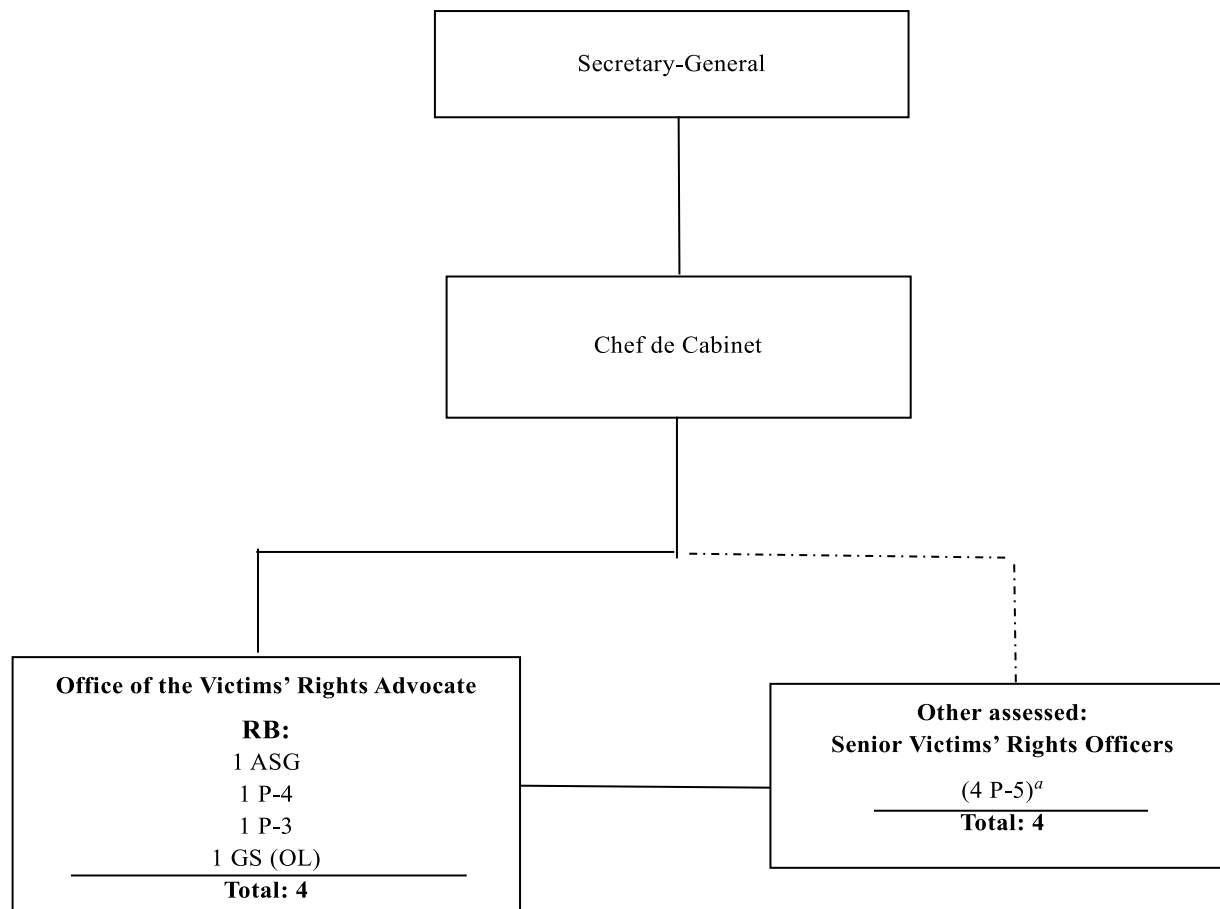 Secretary-General
Chef de Cabinet
Office of the Victims’ Rights Advocate
RB:
1 ASG
1 P-4
1 P-3
1 GS (OL)
Total: 4
Other assessed:
Senior Victims’ Rights Officers
(4 P-5)a
Total: 4